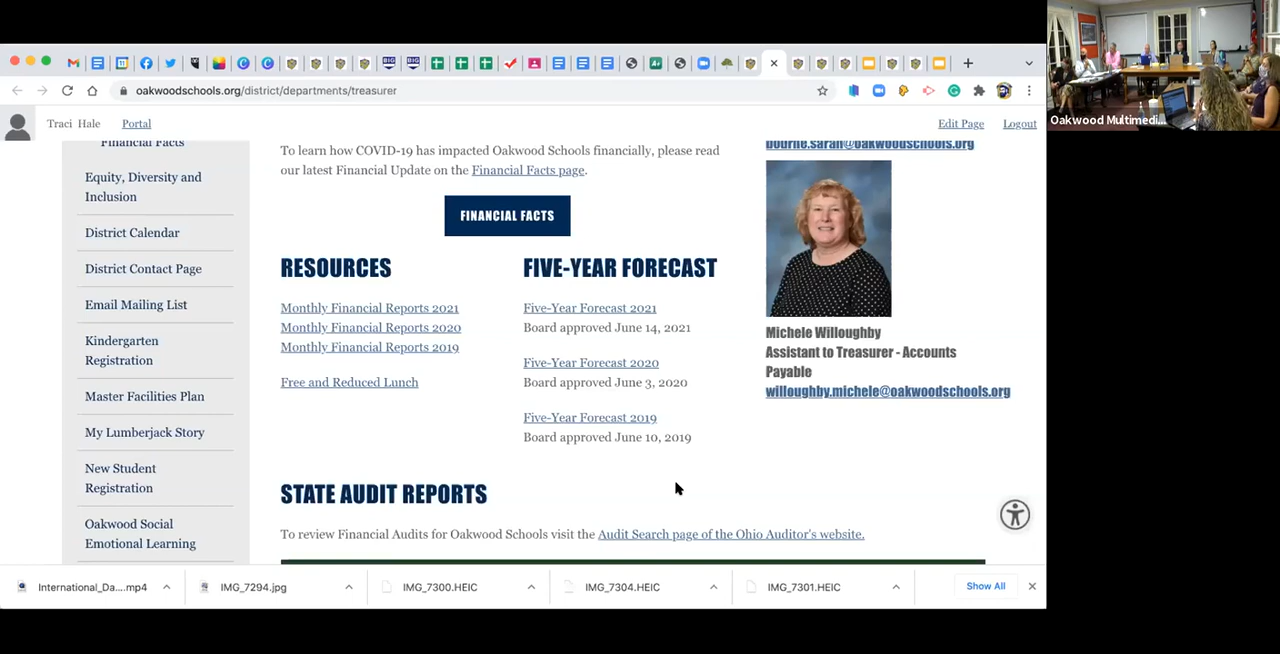 oakwoodschools.org/district/departments/treasurer
Oakwood Multimedi...
Traci Hale
Portal
Edit Page
Logout
Financial Facts
Equity, Diversity and
Inclusion
District Calendar
District Contact Page
Email Mailing List
Kindergarten
Registration
Master Facilities Plan
My Lumberjack Story
New Student
Registration
Oakwood Social
Emotional Learning
To learn how COVID-19 has impacted Oakwood Schools financially, please read
our latest Financial Update on the Financial Facts page.
FINANCIAL FACTS
RESOURCES
Monthly Financial Reports 2021
Monthly Financial Reports 2020
Monthly Financial Reports 2019
Free and Reduced Lunch
FIVE-YEAR FORECAST
Five-Year Forecast 2021
Board approved June 14, 2021
Five-Year Forecast 2020
Board approved June 3, 2020
Five-Year Forecast 2019
Board approved June 10, 2019
STATE AUDIT REPORTS
To review Financial Audits for Oakwood Schools visit the Audit Search page of the Ohio Auditor's website.
bourne.sarah@oakwoodschools.org
Michele Willoughby
Assistant to Treasurer - Accounts
Payable
willoughby.michele@oakwoodschools.org
International_Da....mp4
IMG_7294.jpg
IMG_7300.HEIC
IMG_7304.HEIC
IMG_7301.HEIC
Show All